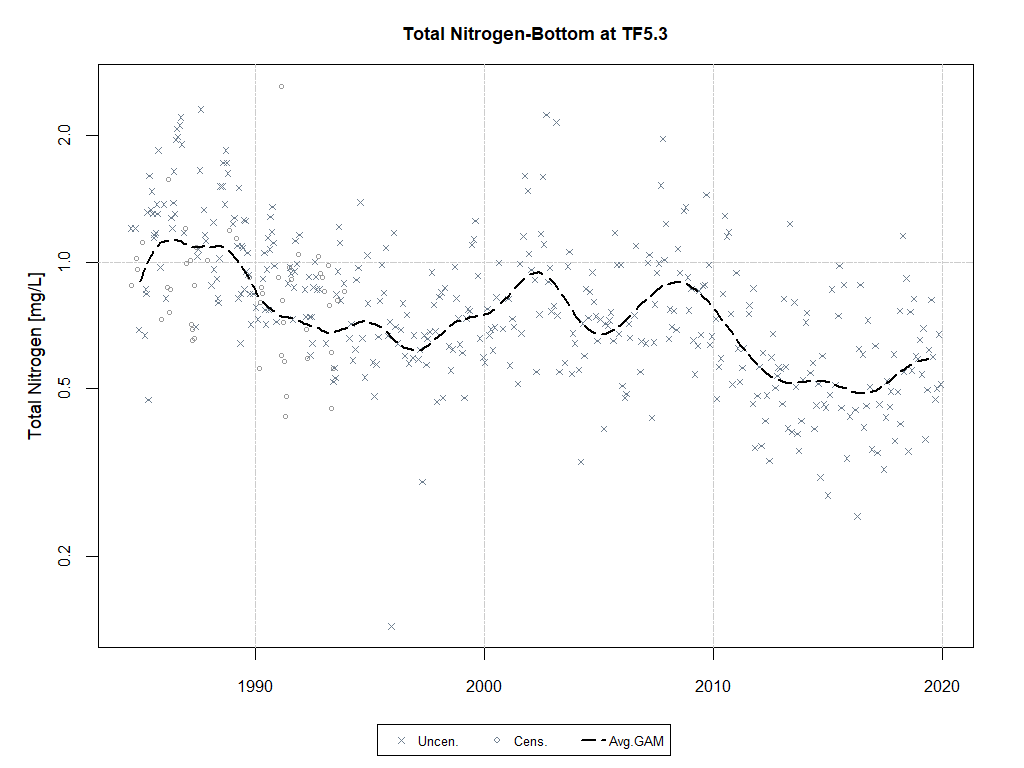 Total Nitrogen-Bottom at TF5.3
Total Nitrogen [mg/L]
2.0
1.0
0.5
0.2
1990 2000 2010 2020
Uncen. Cens. Avg.GAM